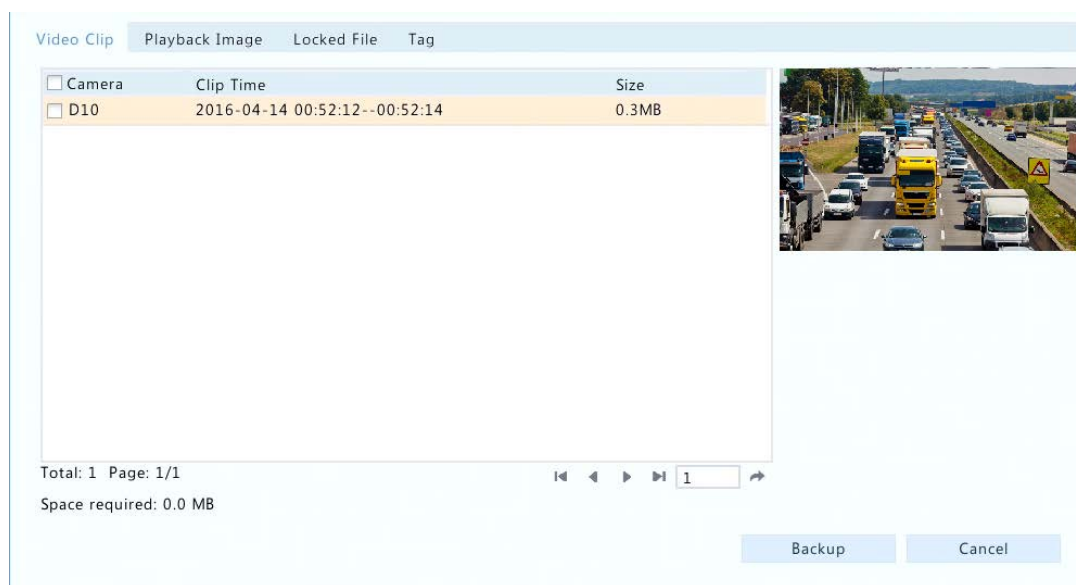 Video Clip Playback Image Locked File Tag
Camera Clip Time Size
D10 2016-04-14 00:52:12--00:52:14 0.3MB
Total: 1 Page: 1/1 1
Space required: 0.0 MB
Backup Cancel